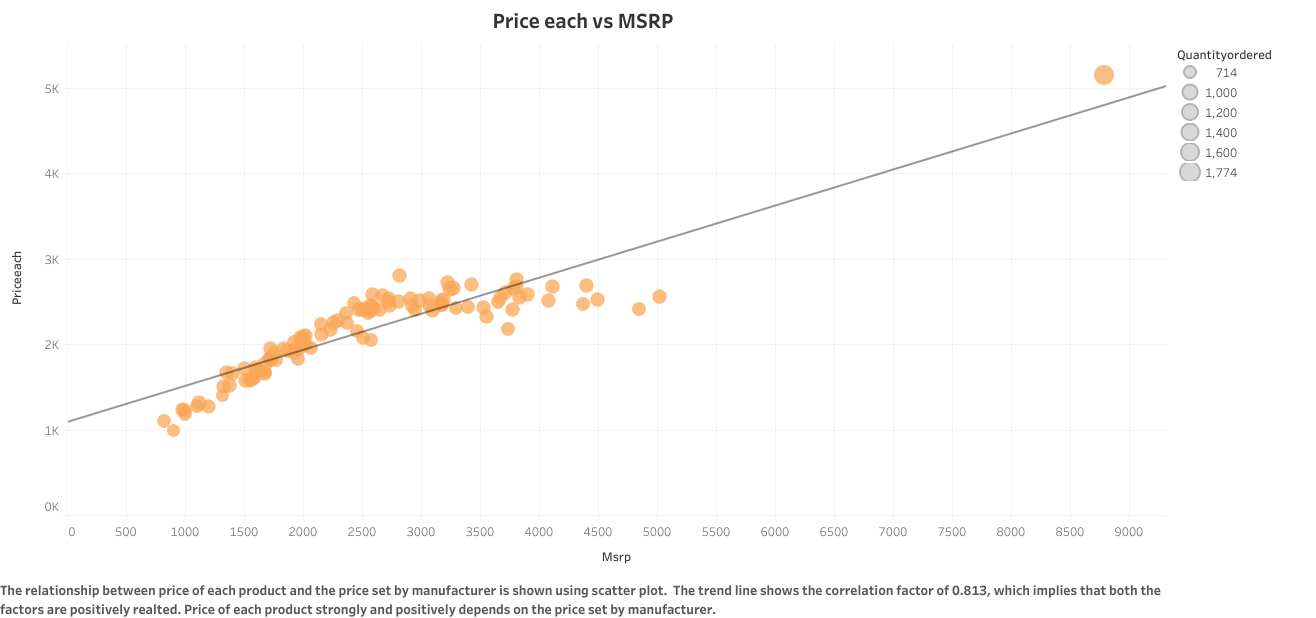 Price each vs MSRP
Quantityordered
714
1,000
1,200
1,400
1,600
1,774
5K
4K
3K
2K
1K
0K
Priceeach
0 500 1000 1500 2000 2500 3000 3500 4000 4500 5000 5500 6000 6500 7000 7500 8000 8500 9000
Msrp
The relationship between price of each product and the price set by manufacturer is shown using scatter plot.  The trend line shows the correlation factor of 0.813, which implies that both the
factors are positively realted. Price of each product strongly and positively depends on the price set by manufacturer.